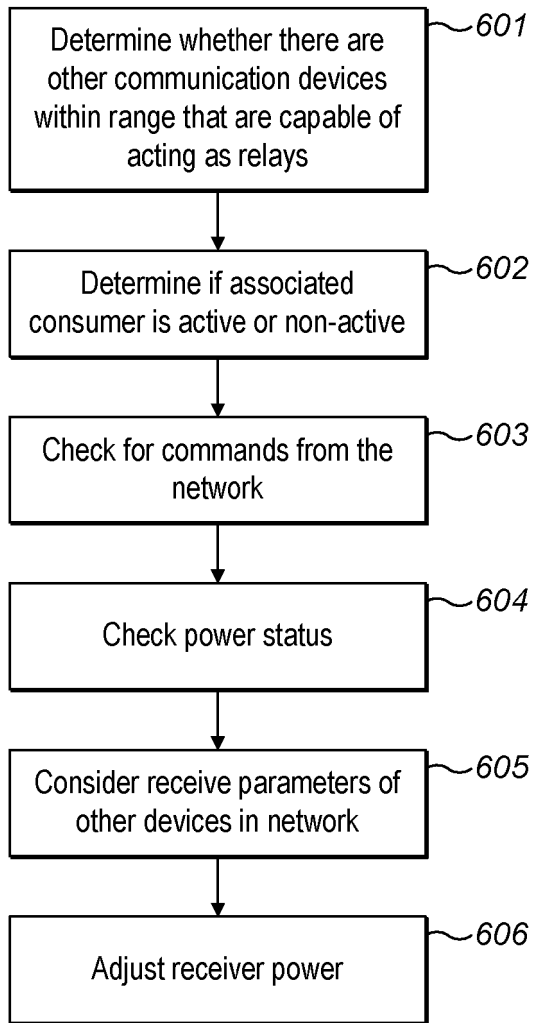 Determine whether there are
other communication devices
within range that are capable of
acting as relays
601
Determine if associated
consumer is active or non-active
602
Check for commands from the
network
603
Check power status
604
Consider receive parameters of
other devices in network
605
Adjust receiver power
606